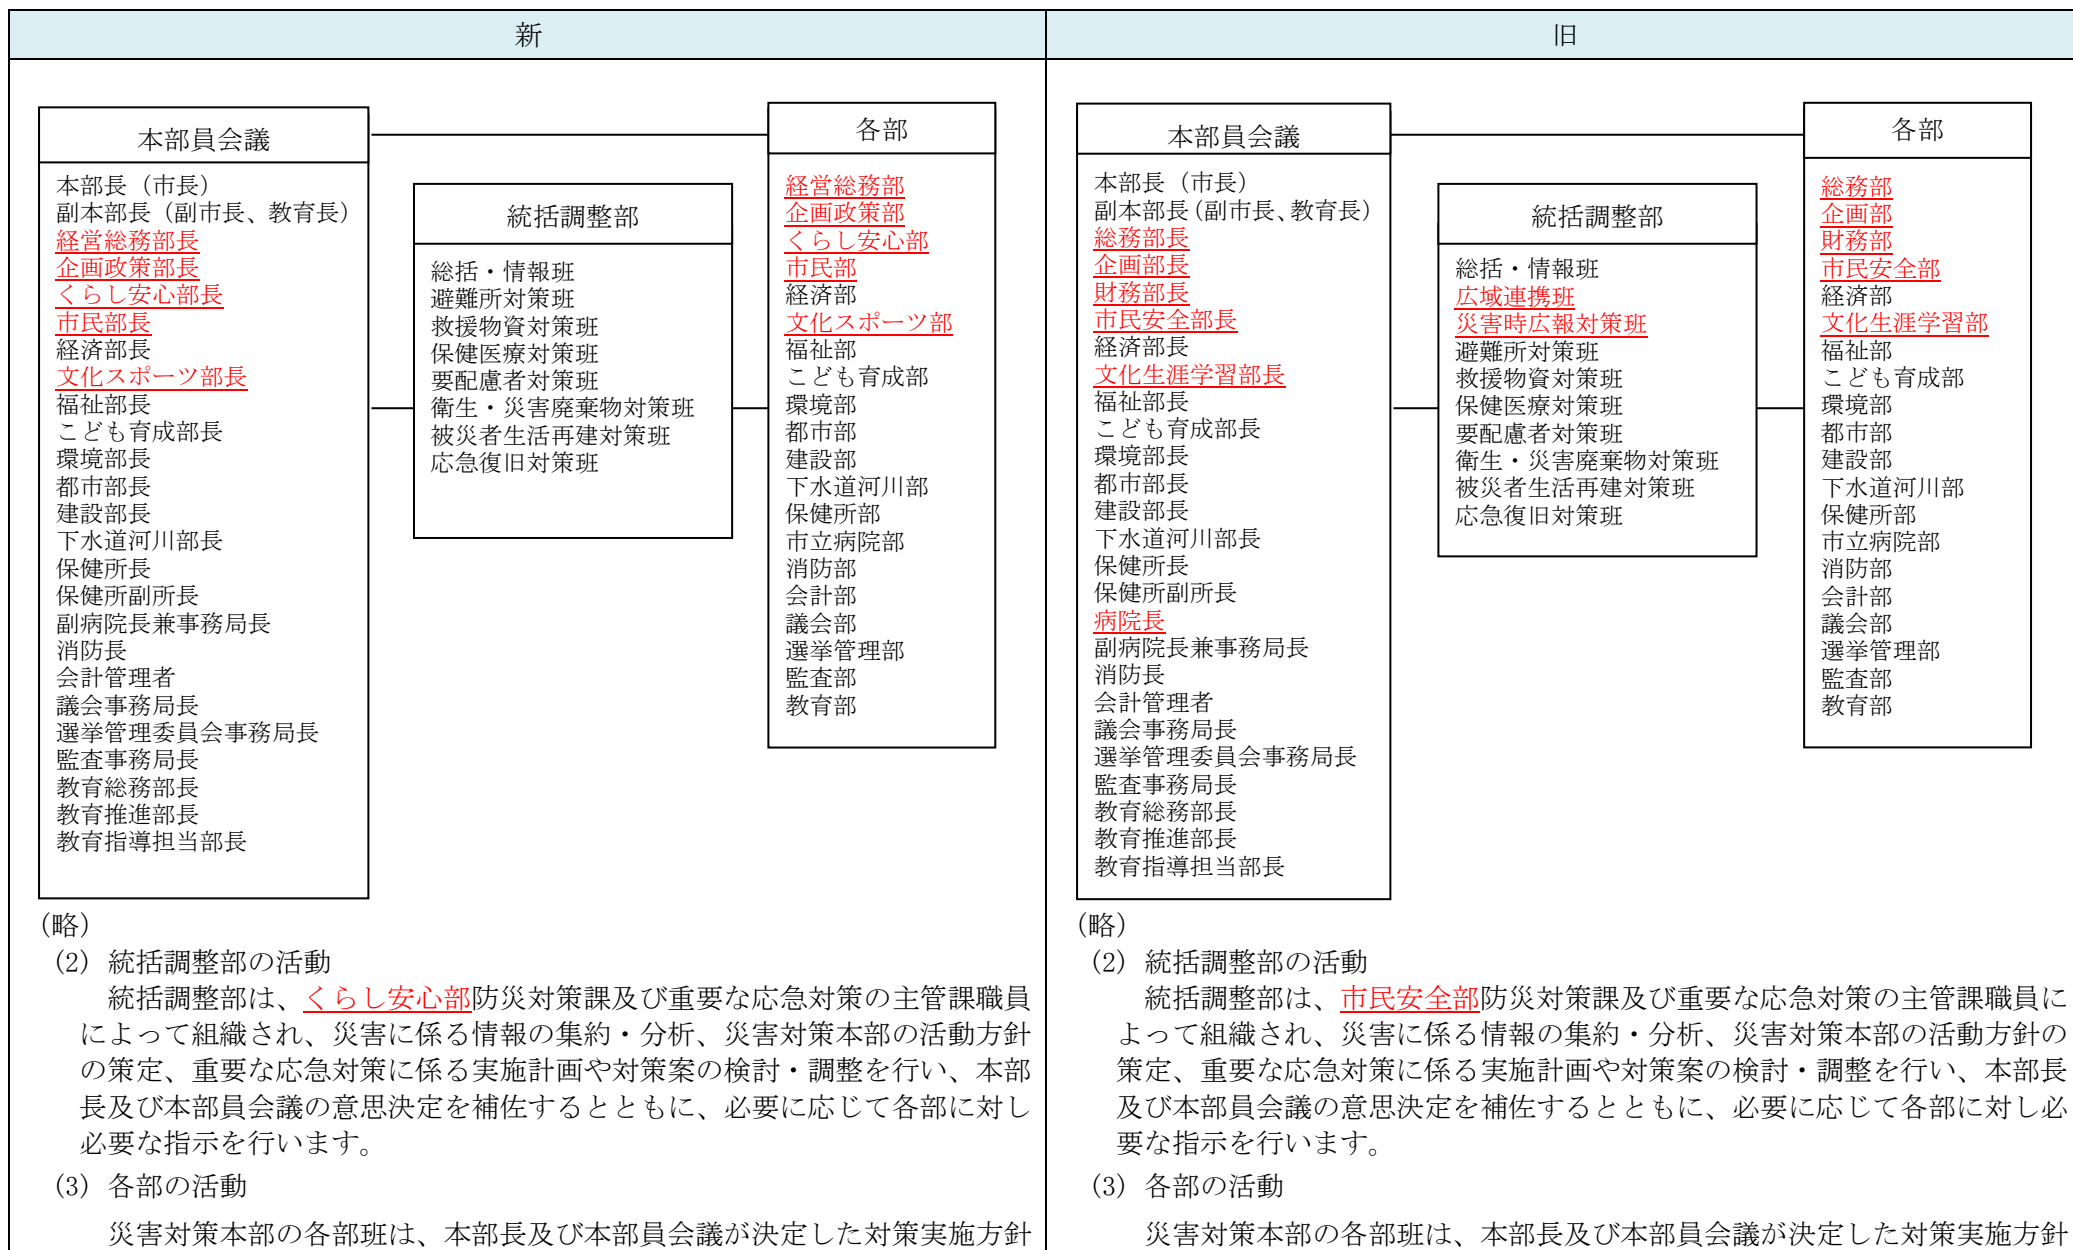 新
本部員会議
本部長（市長）
副本部長（副市長、教育長）
経営総務部長
企画政策部長
くらし安心部長
市民部長
経済部長
文化スポーツ部長
福祉部長
こども育成部長
環境部長
都市部長
建設部長
下水道河川部長
保健所長
保健所副所長
副病院長兼事務局長
消防長
会計管理者
議会事務局長
選挙管理委員会事務局長
監査事務局長
教育総務部長
教育推進部長
教育指導担当部長
統括調整部
総括・情報班
避難所対策班
救援物資対策班
保健医療対策班
要配慮者対策班
衛生・災害廃棄物対策班
被災者生活再建対策班
応急復旧対策班
各部
経営総務部
企画政策部
くらし安心部
市民部
経済部
文化スポーツ部
福祉部
こども育成部
環境部
都市部
建設部
下水道河川部
保健所部
市立病院部
消防部
会計部
議会部
選挙管理部
監査部
教育部
（略）
(2) 統括調整部の活動
統括調整部は、くらし安心部防災対策課及び重要な応急対策の主管課職員
によって組織され、災害に係る情報の集約・分析、災害対策本部の活動方針
の策定、重要な応急対策に係る実施計画や対策案の検討・調整を行い、本部
長及び本部員会議の意思決定を補佐するとともに、必要に応じて各部に対し
必要な指示を行います。
(3) 各部の活動
災害対策本部の各部班は、本部長及び本部員会議が決定した対策実施方針
旧
本部員会議
本部長（市長）
副本部長（副市長、教育長）
総務部長
企画部長
財務部長
市民安全部長
経済部長
文化生涯学習部長
福祉部長
こども育成部長
環境部長
都市部長
建設部長
下水道河川部長
保健所長
保健所副所長
病院長
副病院長兼事務局長
消防長
会計管理者
議会事務局長
選挙管理委員会事務局長
監査事務局長
教育総務部長
教育推進部長
教育指導担当部長
統括調整部
総括・情報班
広域連携班
災害時広報対策班
避難所対策班
救援物資対策班
保健医療対策班
要配慮者対策班
衛生・災害廃棄物対策班
被災者生活再建対策班
応急復旧対策班
各部
総務部
企画部
財務部
市民安全部
経済部
文化生涯学習部
福祉部
こども育成部
環境部
都市部
建設部
下水道河川部
保健所部
市立病院部
消防部
会計部
議会部
選挙管理部
監査部
教育部
（略）
(2) 統括調整部の活動
統括調整部は、市民安全部防災対策課及び重要な応急対策の主管課職員に
よって組織され、災害に係る情報の集約・分析、災害対策本部の活動方針の
策定、重要な応急対策に係る実施計画や対策案の検討・調整を行い、本部長
及び本部員会議の意思決定を補佐するとともに、必要に応じて各部に対し必
要な指示を行います。
(3) 各部の活動
災害対策本部の各部班は、本部長及び本部員会議が決定した対策実施方針